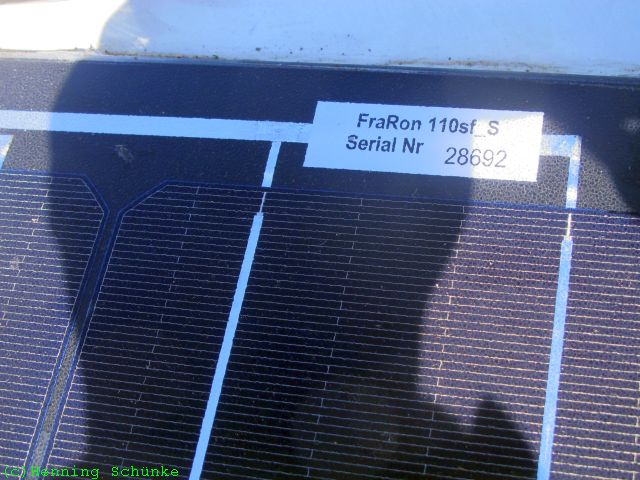 FraRon 110sf_S
Serial Nr 28692
(c)Henning Schünke